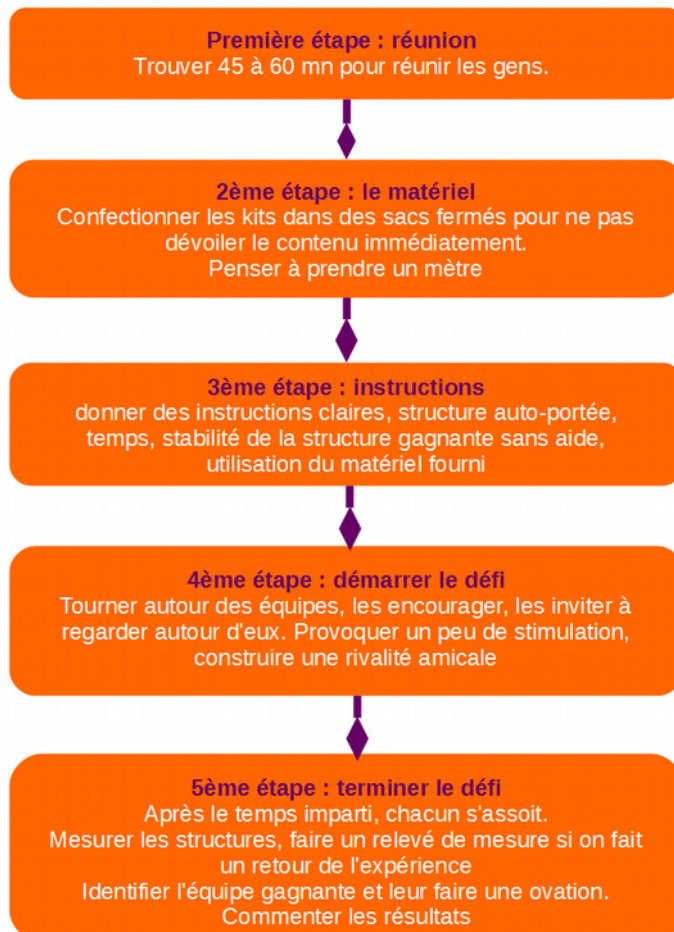 Première étape : réunion
Trouver 45 à 60 mn pour réunir les gens.
2ème étape : le matériel
Confectionner les kits dans des sacs fermés pour ne pas
dévoiler le contenu immédiatement.
Penser à prendre un mètre
3ème étape : instructions
donner des instructions claires, structure auto-portée,
temps, stabilité de la structure gagnante sans aide,
utilisation du matériel fourni
4ème étape : démarrer le défi
Tourner autour des équipes, les encourager, les inviter à
regarder autour d'eux. Provoquer un peu de stimulation,
construire une rivalité amicale
5ème étape : terminer le défi
Après le temps imparti, chacun s'assoit.
Mesurer les structures, faire un relevé de mesure si on fait
un retour de l'expérience
Identifier l'équipe gagnante et leur faire une ovation.
Commenter les résultats